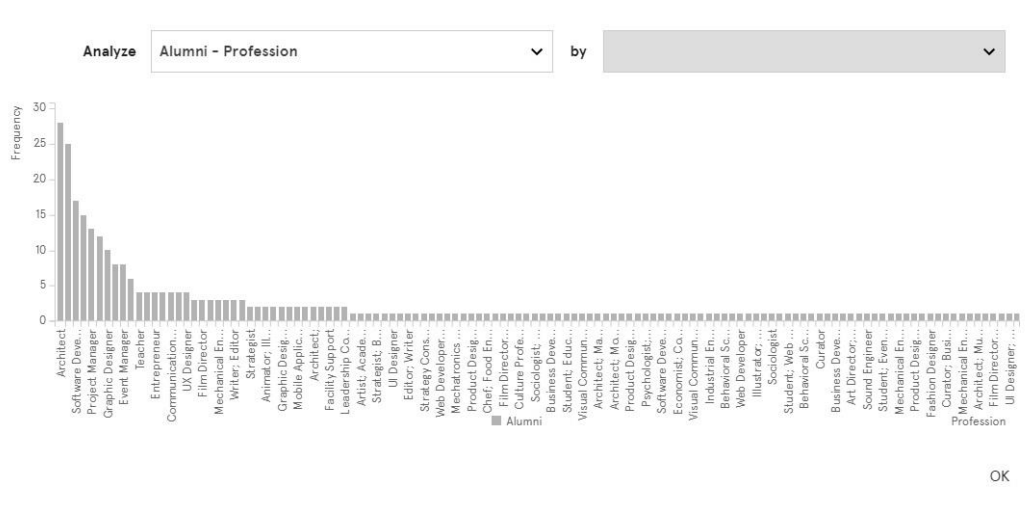 Analyze
Alumni - Profession
by
Frequency
30
25
20
15
10
5
0
Architect
Software Deve...
Project Manager
Graphic Designer
Event Manager
Teacher
Entrepreneur
Communication...
UX Designer
Film Director
Mechanical En...
Writer; Editor
Strategist
Animator; Ill...
Graphic Desig...
Mobile Applic...
Architect;
Facility Support
Leadership Co...
Artist; Acade...
Strategist; B...
UI Designer
Editor; Writer
Strategy Cons...
Web Developer...
Mechatronics ...
Product Desig...
Chef; Food En...
Film Director...
Culture Profe...
Sociologist; ...
Business Deve...
Student; Educ...
Visual Commun...
Architect; Ma...
Architect; Mo...
Product Desig...
Psychologist;...
Software Deve...
Economist; Co...
Visual Commun...
Industrial En...
Behavioral Sc...
Web Developer
Illustrator; ...
Sociologist
Student; Web ...
Behavioral Sc...
Curator
Business Deve...
Art Director;...
Sound Engineer
Student; Even...
Mechanical En...
Product Desig...
Fashion Designer
Curator; Busi...
Mechanical En...
Architect; Mu...
Film Director...
UI Designer; ...
Alumni
Profession
OK